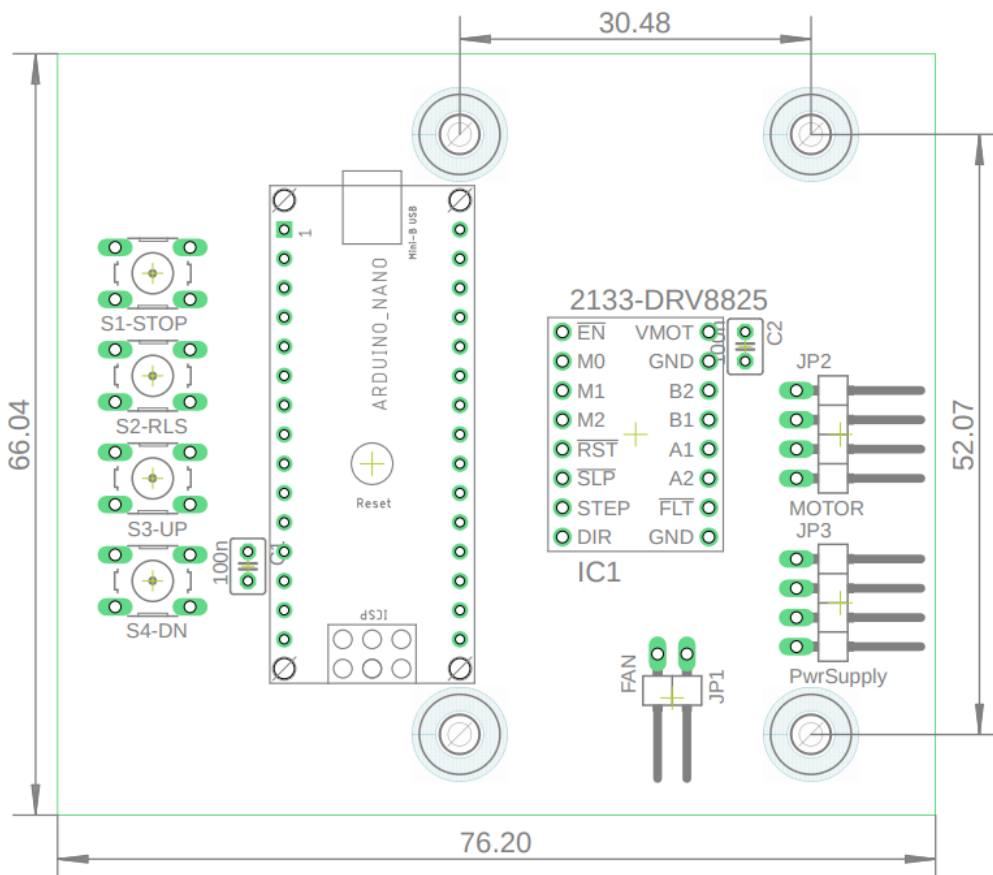 30.48
66.04
52.07
76.20
S1-STOP
S2-RLS
S3-UP
S4-DN
100n
C1
1
Mini-B USB
ARDUINO_NANO
Reset
ICSP
2133-DRV8825
EN VMOT
M0 GND
M1 B2
M2 B1
RST A1
SLP A2
STEP FLT
DIR GND
IC1
100n
C2
JP2
MOTOR
JP3
PwrSupply
FAN
JP1